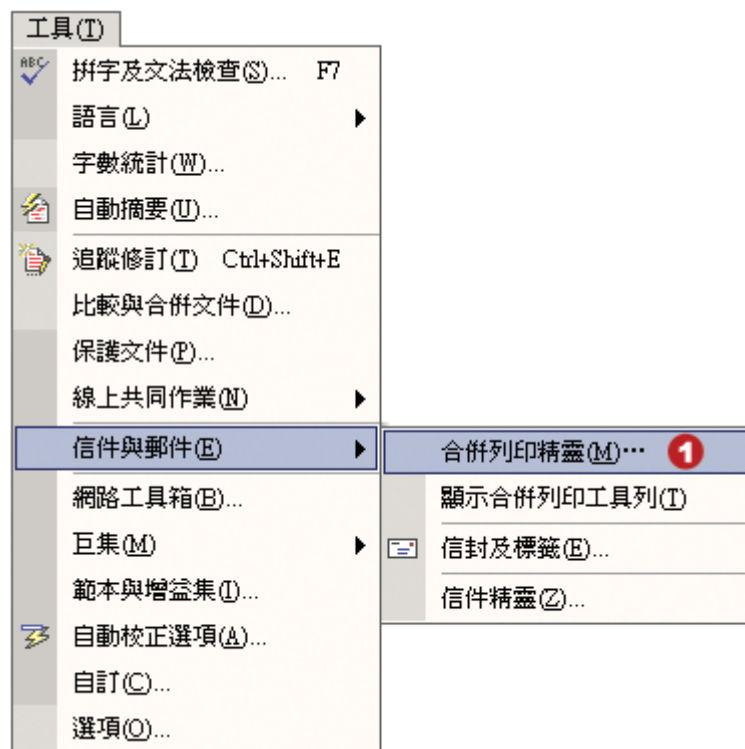 工具(T)
ABC
拼字及文法檢查(S)... F7
語言(L)
字數統計(W)...
自動摘要(U)...
追蹤修訂(T) Ctrl+Shift+E
比較與合併文件(D)...
保護文件(P)...
線上共同作業(N)
信件與郵件(E)
合併列印精靈(M)… 1
顯示合併列印工具列(T)
信封及標籤(E)...
信件精靈(Z)...
網路工具箱(B)...
巨集(M)
範本與增益集(I)...
自動校正選項(A)...
自訂(C)...
選項(O)...